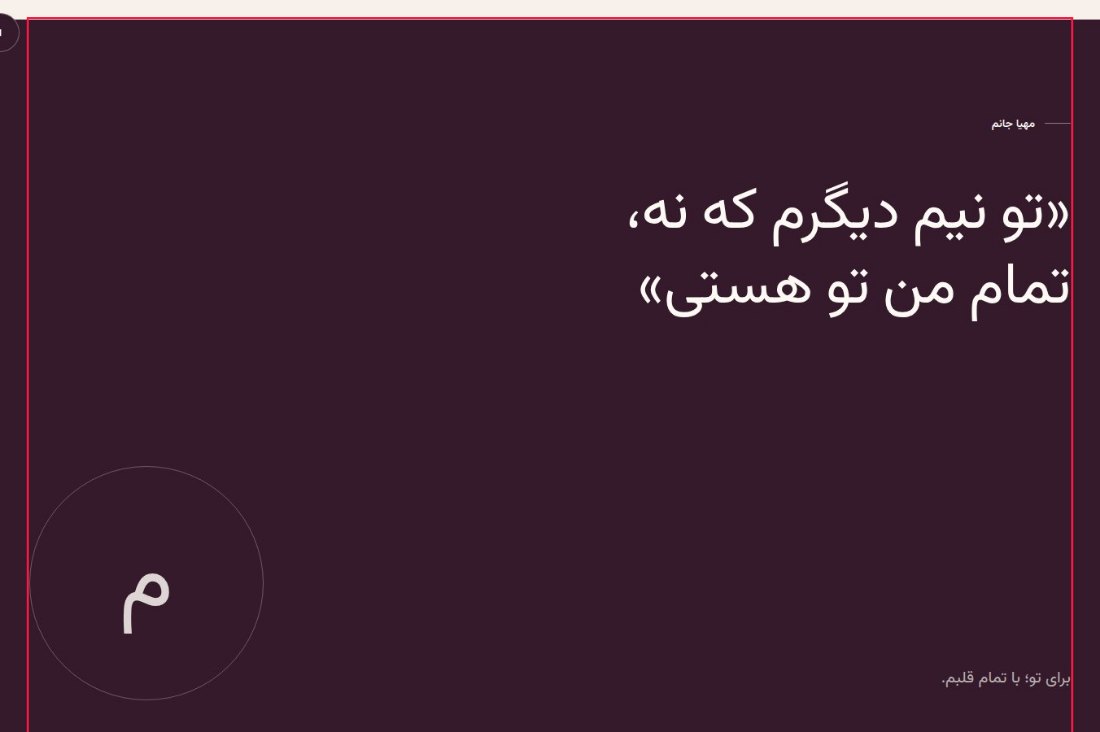 مهیا جانم
«تو نیم دیگرم که نه،
تمام من تو هستی»
م
برای تو؛ با تمام قلبم.